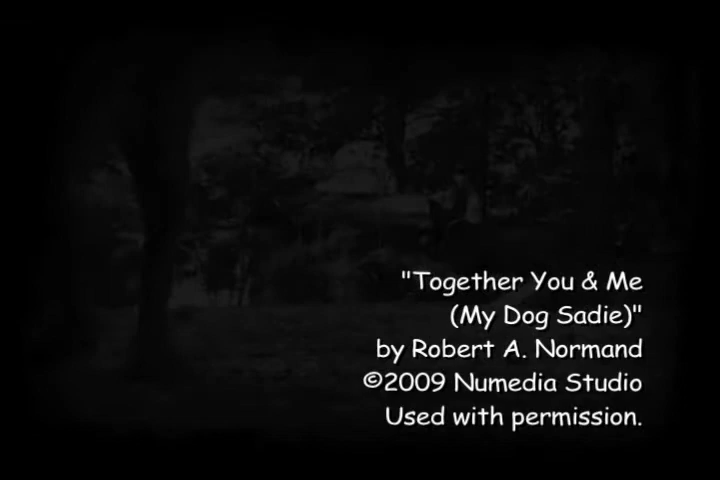 "Together You & Me
(My Dog Sadie)"
by Robert A. Normand
©2009 Numedia Studio
Used with permission.